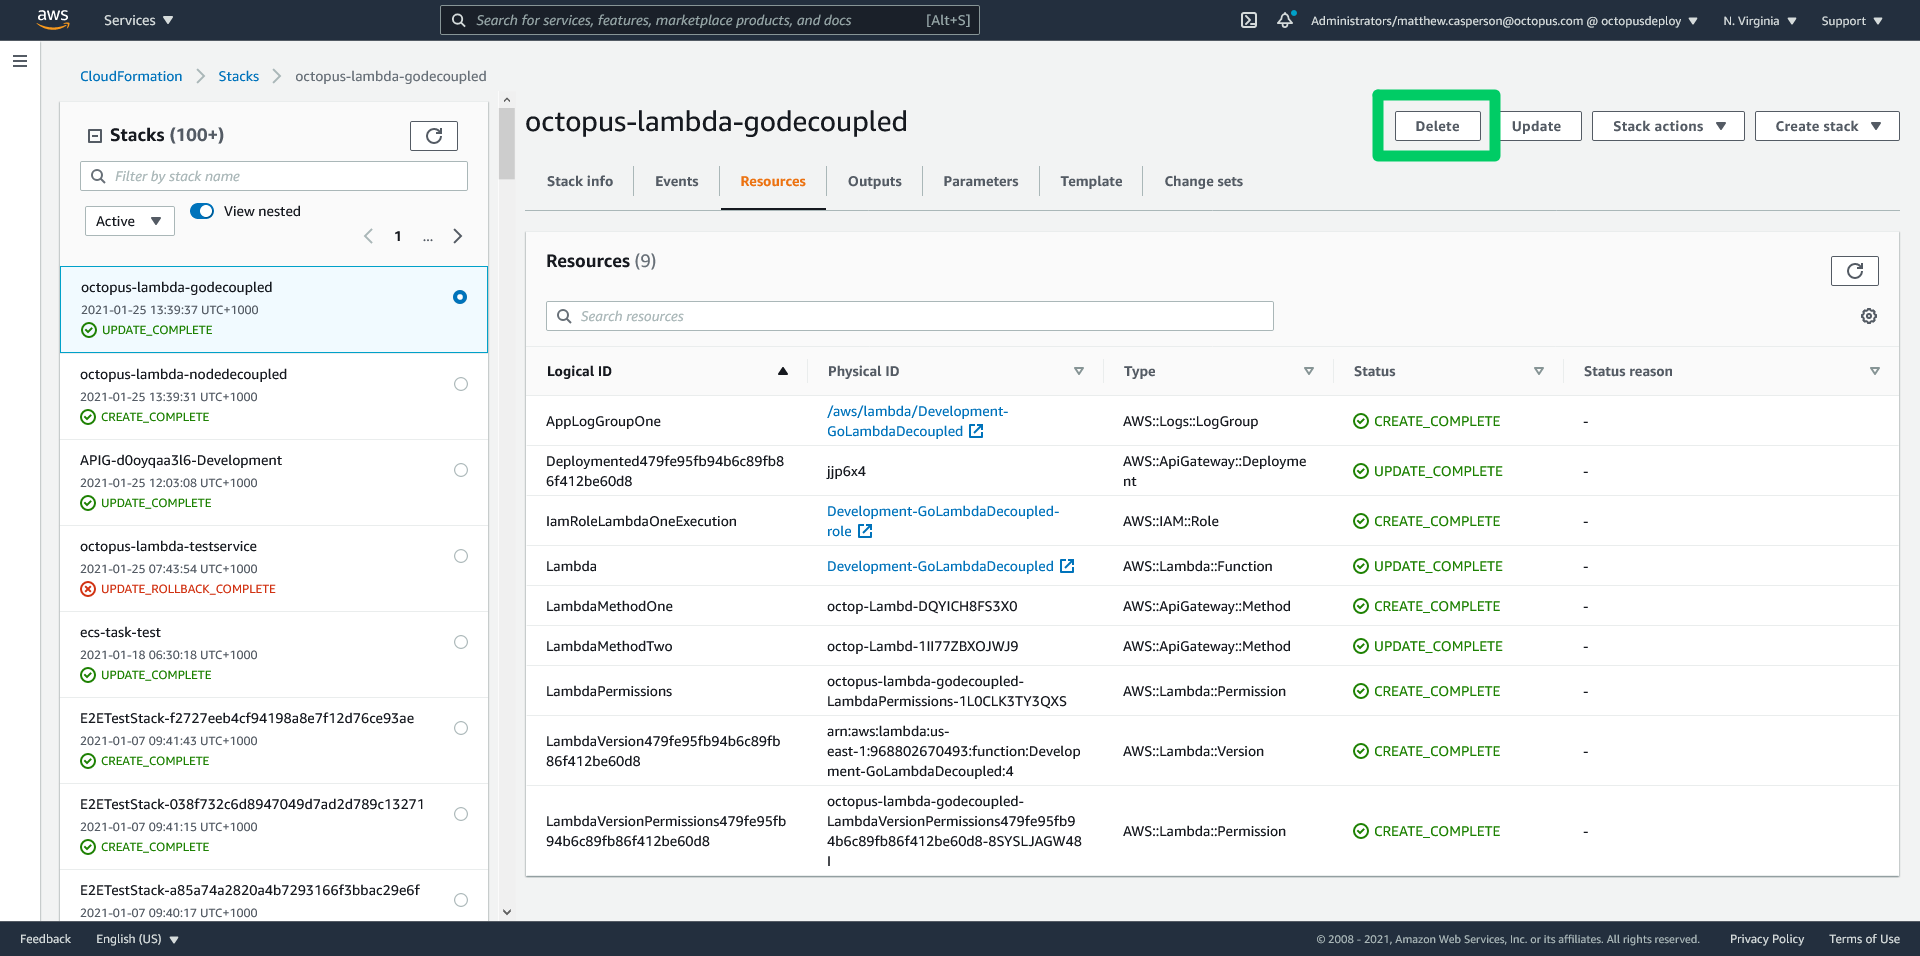 aws
Services
Search for services, features, marketplace products, and docs
[Alt+S]
Administrators/matthew.casperson@octopus.com @ octopusdeploy
N. Virginia
Support
CloudFormation
Stacks
octopus-lambda-godecoupled
Stacks (100+)
Filter by stack name
Active
View nested
1
...
octopus-lambda-godecoupled
2021-01-25 13:39:37 UTC+1000
UPDATE_COMPLETE
octopus-lambda-nodedecoupled
2021-01-25 13:39:31 UTC+1000
CREATE_COMPLETE
APIG-d0oyqaa3l6-Development
2021-01-25 12:03:08 UTC+1000
UPDATE_COMPLETE
octopus-lambda-testservice
2021-01-25 07:43:54 UTC+1000
UPDATE_ROLLBACK_COMPLETE
ecs-task-test
2021-01-18 06:30:18 UTC+1000
UPDATE_COMPLETE
E2ETestStack-f2727eeb4cf94198a8e7f12d76ce93ae
2021-01-07 09:41:43 UTC+1000
CREATE_COMPLETE
E2ETestStack-038f732c6d8947049d7ad2d789c13271
2021-01-07 09:41:15 UTC+1000
CREATE_COMPLETE
E2ETestStack-a85a74a2820a4b7293166f3bbac29e6f
2021-01-07 09:40:17 UTC+1000
octopus-lambda-godecoupled
Delete
Update
Stack actions
Create stack
Stack info
Events
Resources
Outputs
Parameters
Template
Change sets
Resources (9)
Search resources
Logical ID
Physical ID
Type
Status
Status reason
AppLogGroupOne
/aws/lambda/Development-
GoLambdaDecoupled
AWS::Logs::LogGroup
CREATE_COMPLETE
-
Deploymented479fe95fb94b6c89fb8
6f412be60d8
jjp6x4
AWS::ApiGateway::Deployme
nt
UPDATE_COMPLETE
-
IamRoleLambdaOneExecution
Development-GoLambdaDecoupled-
role
AWS::IAM::Role
CREATE_COMPLETE
-
Lambda
Development-GoLambdaDecoupled
AWS::Lambda::Function
UPDATE_COMPLETE
-
LambdaMethodOne
octop-Lambd-DQYICH8FS3X0
AWS::ApiGateway::Method
CREATE_COMPLETE
-
LambdaMethodTwo
octop-Lambd-1II77ZBXOJWJ9
AWS::ApiGateway::Method
UPDATE_COMPLETE
-
LambdaPermissions
octopus-lambda-godecoupled-
LambdaPermissions-1L0CLK3TY3QXS
AWS::Lambda::Permission
CREATE_COMPLETE
-
LambdaVersion479fe95fb94b6c89fb
86f412be60d8
arn:aws:lambda:us-
east-1:968802670493:function:Develop
ment-GoLambdaDecoupled:4
AWS::Lambda::Version
CREATE_COMPLETE
-
LambdaVersionPermissions479fe95fb
94b6c89fb86f412be60d8
octopus-lambda-godecoupled-
LambdaVersionPermissions479fe95fb9
4b6c89fb86f412be60d8-8SYSLJAGW48
I
AWS::Lambda::Permission
CREATE_COMPLETE
-
Feedback
English (US)
© 2008 - 2021, Amazon Web Services, Inc. or its affiliates. All rights reserved.
Privacy Policy
Terms of Use